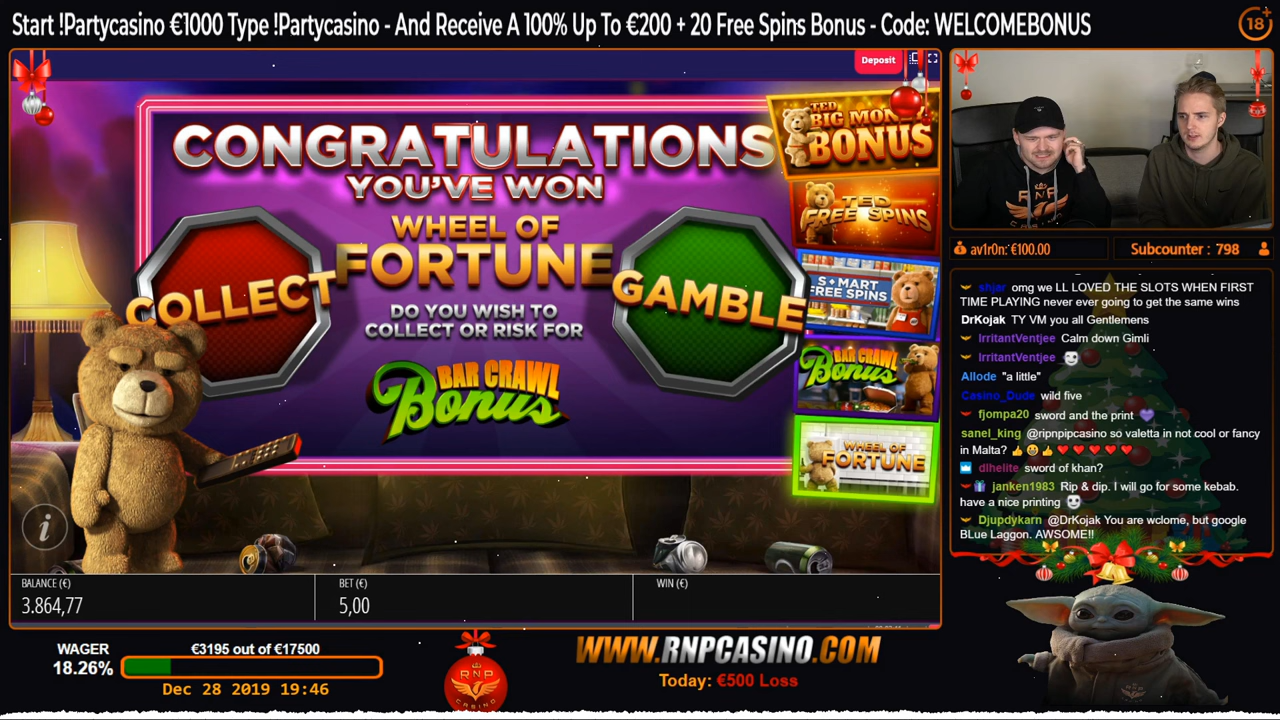 Start !Partycasino €1000 Type !Partycasino - And Receive A 100% Up To €200 + 20 Free Spins Bonus - Code: WELCOMEBONUS
18+
Deposit
CONGRATULATIONS
YOU'VE WON
WHEEL OF
FORTUNE
COLLECT
GAMBLE
DO YOU WISH TO
COLLECT OR RISK FOR
BAR CRAWL
Bonus
TED
BIG MONEY
BONUS
TED
FREE SPINS
S★MART
FREE SPINS
BAR CRAWL
Bonus
WHEEL OF
FORTUNE
i
BALANCE (€)
3.864,77
BET (€)
5,00
WIN (€)
RNP
av1r0n: €100.00
Subcounter : 798
shjar omg we LL LOVED THE SLOTS WHEN FIRST
TIME PLAYING never ever going to get the same wins
DrKojak TY VM you all Gentlemens
IrritantVentjee Calm down Gimli
IrritantVentjee
Allode "a little"
Casino_Dude wild five
fjompa20 sword and the print 💜
sanel_king @ripnpipcasino so valetta in not cool or fancy
in Malta? 👍😀👍❤❤❤❤❤
dlhelite sword of khan?
janken1983 Rip & dip. I will go for some kebab.
have a nice printing
Djupdykarn @DrKojak You are wclome, but google
BLue Laggon. AWSOME!!
WAGER
18.26%
€3195 out of €17500
Dec 28 2019 19:46
RNP
CASINO
WWW.RNPCASINO.COM
Today: €500 Loss
RNP